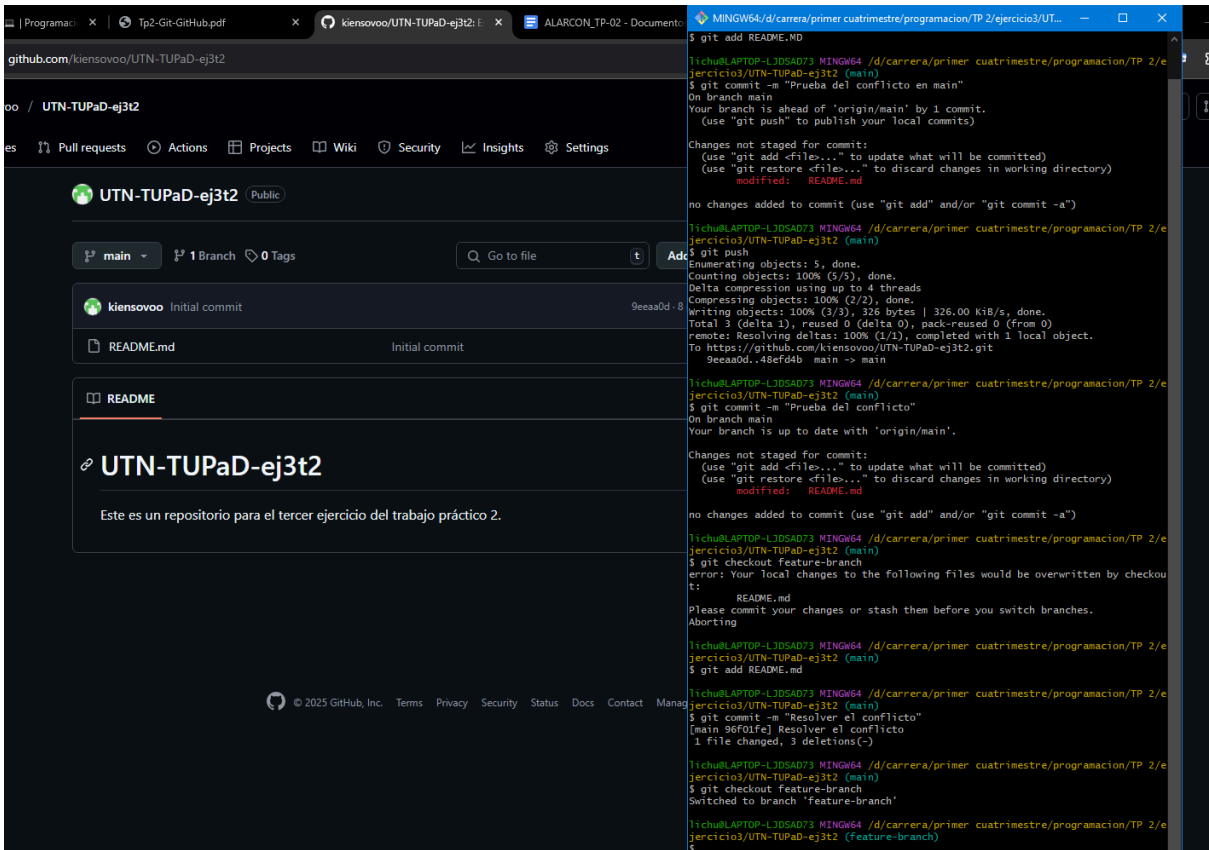 | Programaci
Tp2-Git-GitHub.pdf
kiensovoo/UTN-TUPaD-ej3t2: E
ALARCON_TP-02 - Documento
github.com/kiensovoo/UTN-TUPaD-ej3t2
oo / UTN-TUPaD-ej3t2
es Pull requests Actions Projects Wiki Security Insights Settings
UTN-TUPaD-ej3t2 Public
main 1 Branch 0 Tags Go to file t Add
kiensovoo Initial commit 9eeaa0d · 8
README.md Initial commit
README
UTN-TUPaD-ej3t2
Este es un repositorio para el tercer ejercicio del trabajo práctico 2.
© 2025 GitHub, Inc. Terms Privacy Security Status Docs Contact Manag
MINGW64:/d/carrera/primer cuatrimestre/programacion/TP 2/ejercicio3/UT...
$ git add README.MD
lichu@LAPTOP-LJDSAD73 MINGW64 /d/carrera/primer cuatrimestre/programacion/TP 2/e
jercicio3/UTN-TUPaD-ej3t2 (main)
$ git commit -m "Prueba del conflicto en main"
On branch main
Your branch is ahead of 'origin/main' by 1 commit.
(use "git push" to publish your local commits)
Changes not staged for commit:
(use "git add <file>..." to update what will be committed)
(use "git restore <file>..." to discard changes in working directory)
modified: README.md
no changes added to commit (use "git add" and/or "git commit -a")
lichu@LAPTOP-LJDSAD73 MINGW64 /d/carrera/primer cuatrimestre/programacion/TP 2/e
jercicio3/UTN-TUPaD-ej3t2 (main)
$ git push
Enumerating objects: 5, done.
Counting objects: 100% (5/5), done.
Delta compression using up to 4 threads
Compressing objects: 100% (2/2), done.
Writing objects: 100% (3/3), 326 bytes | 326.00 KiB/s, done.
Total 3 (delta 1), reused 0 (delta 0), pack-reused 0 (from 0)
remote: Resolving deltas: 100% (1/1), completed with 1 local object.
To https://github.com/kiensovoo/UTN-TUPaD-ej3t2.git
9eeaa0d..48efd4b main -> main
lichu@LAPTOP-LJDSAD73 MINGW64 /d/carrera/primer cuatrimestre/programacion/TP 2/e
jercicio3/UTN-TUPaD-ej3t2 (main)
$ git commit -m "Prueba del conflicto"
On branch main
Your branch is up to date with 'origin/main'.
Changes not staged for commit:
(use "git add <file>..." to update what will be committed)
(use "git restore <file>..." to discard changes in working directory)
modified: README.md
no changes added to commit (use "git add" and/or "git commit -a")
lichu@LAPTOP-LJDSAD73 MINGW64 /d/carrera/primer cuatrimestre/programacion/TP 2/e
jercicio3/UTN-TUPaD-ej3t2 (main)
$ git checkout feature-branch
error: Your local changes to the following files would be overwritten by checkou
t:
README.md
Please commit your changes or stash them before you switch branches.
Aborting
lichu@LAPTOP-LJDSAD73 MINGW64 /d/carrera/primer cuatrimestre/programacion/TP 2/e
jercicio3/UTN-TUPaD-ej3t2 (main)
$ git add README.md
lichu@LAPTOP-LJDSAD73 MINGW64 /d/carrera/primer cuatrimestre/programacion/TP 2/e
jercicio3/UTN-TUPaD-ej3t2 (main)
$ git commit -m "Resolver el conflicto"
[main 96f01fe] Resolver el conflicto
1 file changed, 3 deletions(-)
lichu@LAPTOP-LJDSAD73 MINGW64 /d/carrera/primer cuatrimestre/programacion/TP 2/e
jercicio3/UTN-TUPaD-ej3t2 (main)
$ git checkout feature-branch
Switched to branch 'feature-branch'
lichu@LAPTOP-LJDSAD73 MINGW64 /d/carrera/primer cuatrimestre/programacion/TP 2/e
jercicio3/UTN-TUPaD-ej3t2 (feature-branch)
$